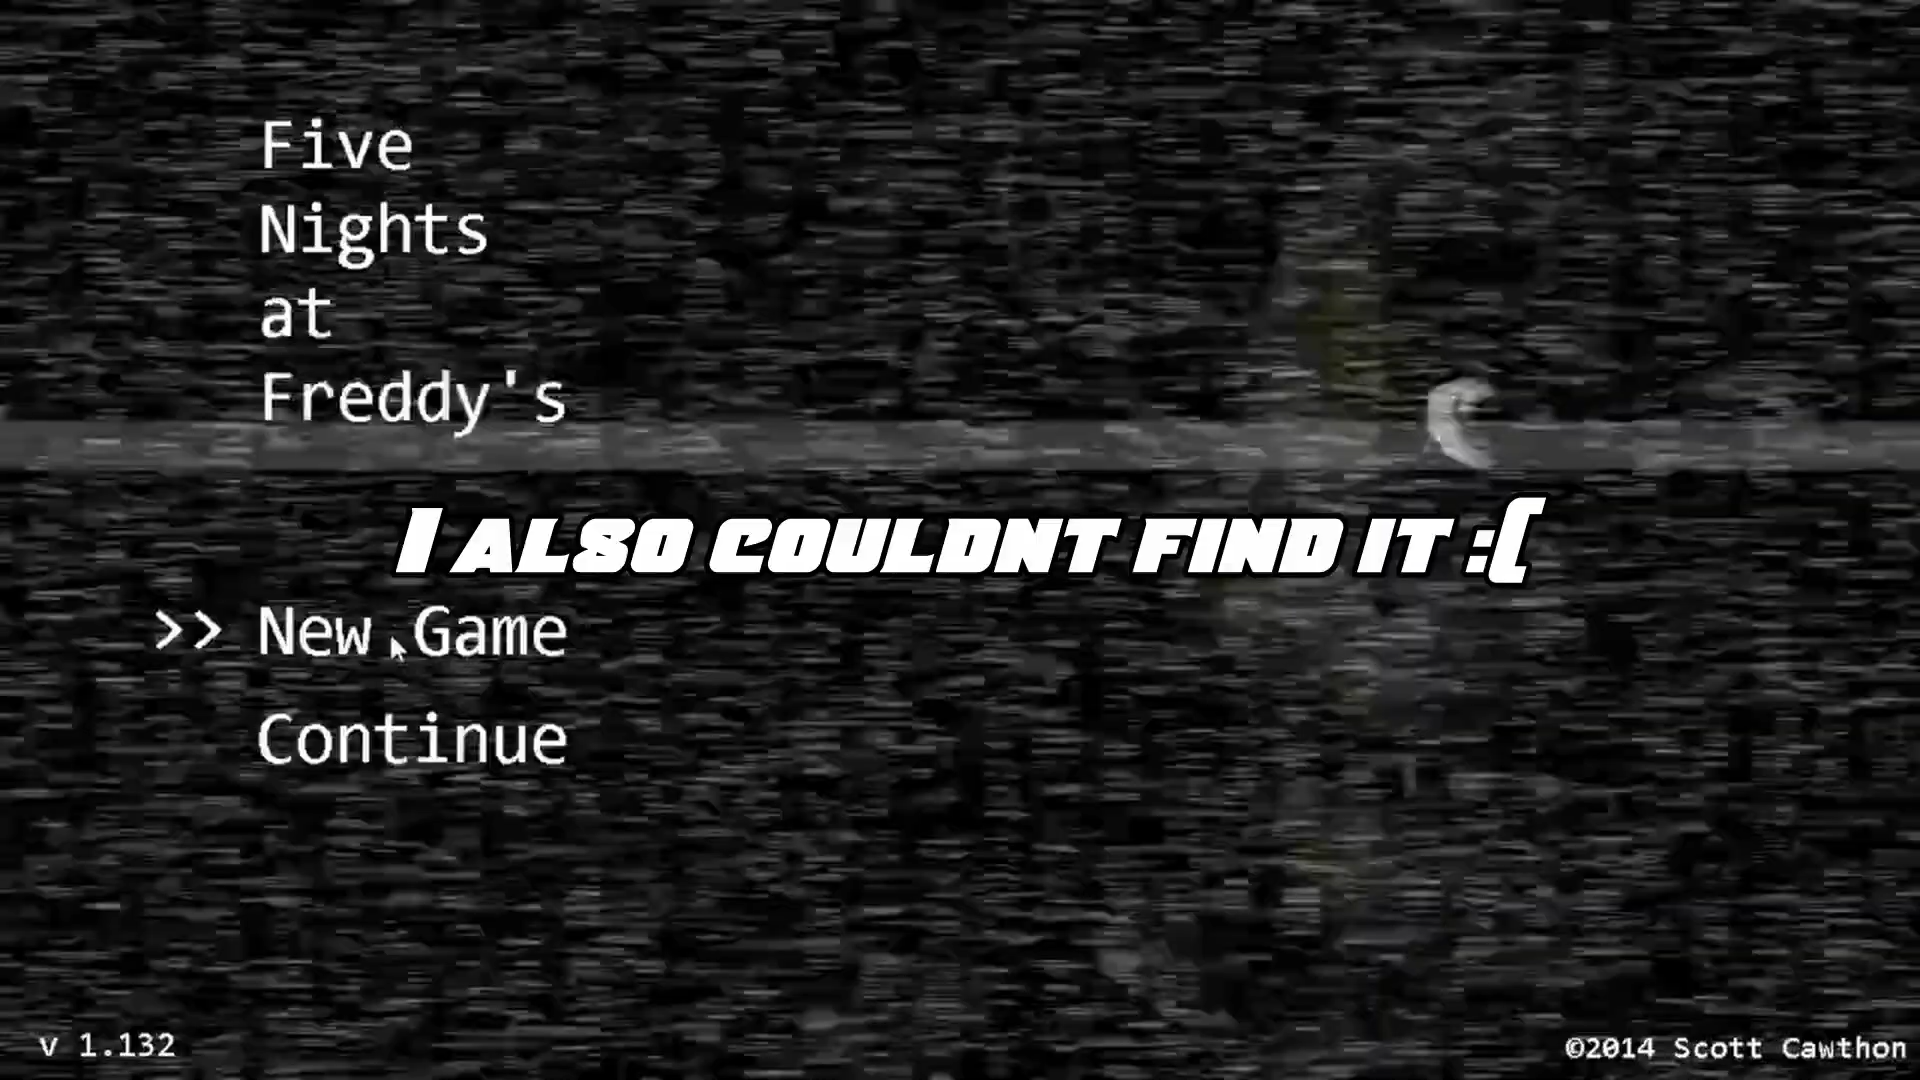 Five
Nights
at
Freddy's
I ALSO COULDNT FIND IT :(
>> New Game
Continue
v 1.132
©2014 Scott Cawthon